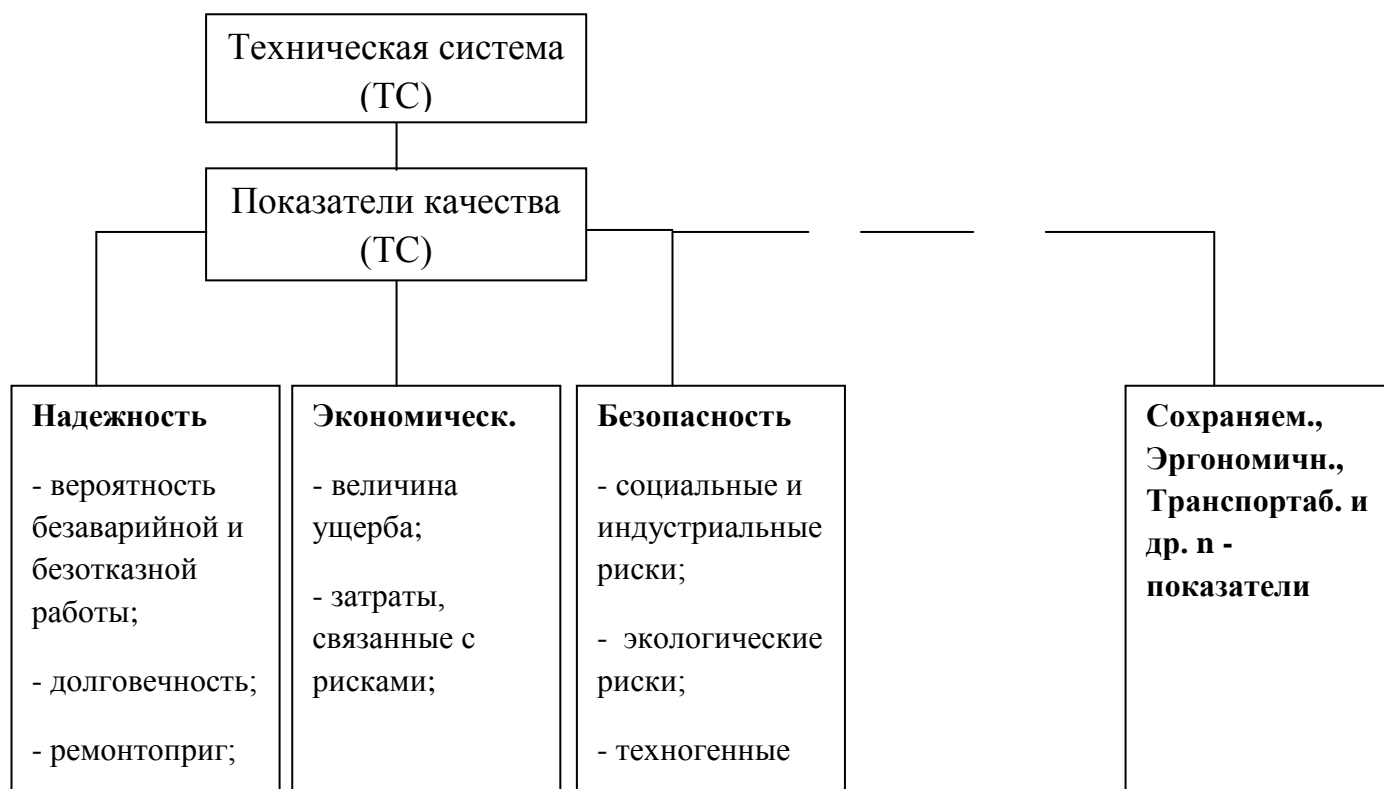 Техническая система
(ТС)
Показатели качества
(ТС)
Надежность
- вероятность
безаварийной и
безотказной
работы;
- долговечность;
- ремонтоприг;
Экономическ.
- величина
ущерба;
- затраты,
связанные с
рисками;
Безопасность
- социальные и
индустриальные
риски;
- экологические
риски;
- техногенные
Сохраняем.,
Эргономичн.,
Транспортаб. и
др. n -
показатели